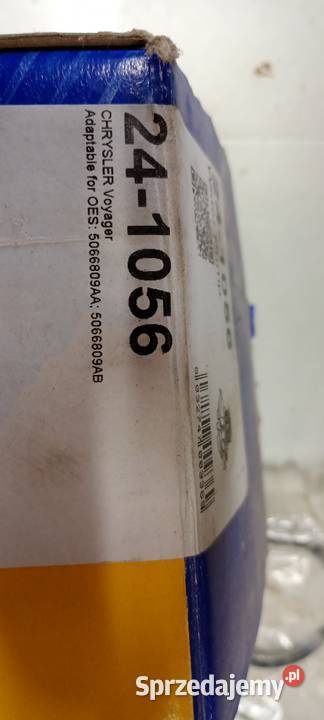 24-1056
CHRYSLER Voyager
Adaptable for OES: 5066809AA; 5066809AB
Sprzedajemy.pl